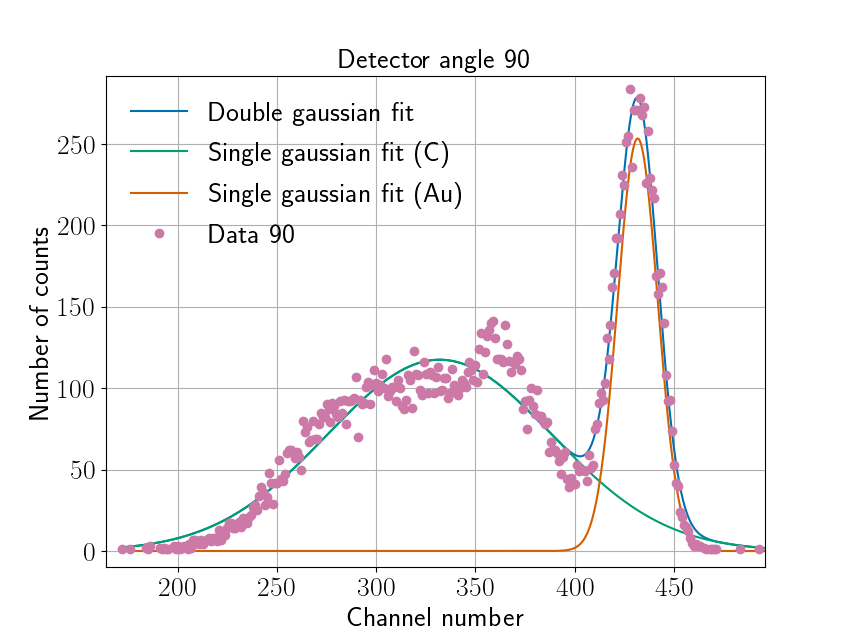 Detector angle 90
Double gaussian fit
Single gaussian fit (C)
Single gaussian fit (Au)
Data 90
Number of counts
250
200
150
100
50
0
200 250 300 350 400 450
Channel number